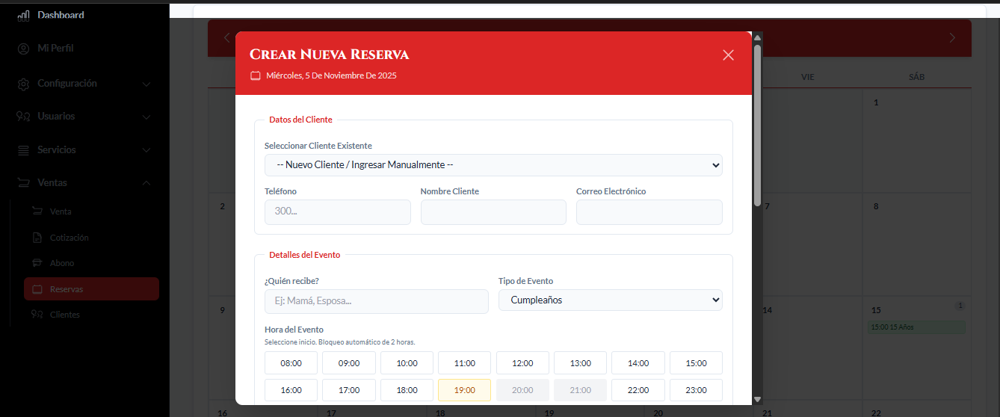 Dashboard
Mi Perfil
Configuración
Usuarios
Servicios
Ventas
Venta
Cotización
Abono
Reservas
Clientes
Crear Nueva Reserva
Miércoles, 5 De Noviembre De 2025
Datos del Cliente
Seleccionar Cliente Existente
-- Nuevo Cliente / Ingresar Manualmente --
Teléfono Nombre Cliente Correo Electrónico
300...
Detalles del Evento
¿Quién recibe? Tipo de Evento
Ej: Mamá, Esposa... Cumpleaños
Hora del Evento
Seleccione inicio. Bloqueo automático de 2 horas.
08:00 09:00 10:00 11:00 12:00 13:00 14:00 15:00
16:00 17:00 18:00 19:00 20:00 21:00 22:00 23:00
VIE SÁB
1
2 7 8
9 14 15 1
15:00 15 Años
16 17 18 19 20 21 22